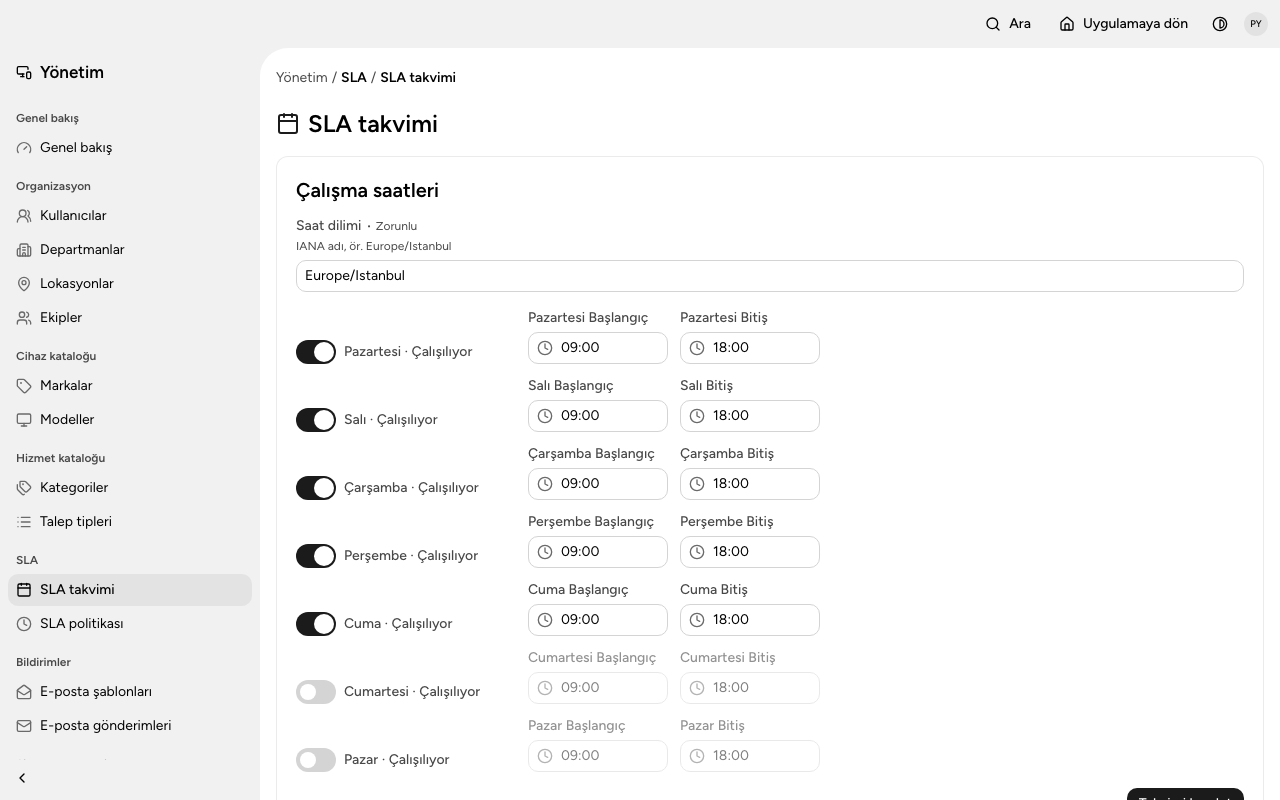 Ara
Uygulamaya dön
PY
Yönetim
Genel bakış
Genel bakış
Organizasyon
Kullanıcılar
Departmanlar
Lokasyonlar
Ekipler
Cihaz kataloğu
Markalar
Modeller
Hizmet kataloğu
Kategoriler
Talep tipleri
SLA
SLA takvimi
SLA politikası
Bildirimler
E-posta şablonları
E-posta gönderimleri
Yönetim / SLA / SLA takvimi
SLA takvimi
Çalışma saatleri
Saat dilimi · Zorunlu
IANA adı, ör. Europe/Istanbul
Europe/Istanbul
Pazartesi Başlangıç Pazartesi Bitiş
Pazartesi · Çalışılıyor 09:00 18:00
Salı Başlangıç Salı Bitiş
Salı · Çalışılıyor 09:00 18:00
Çarşamba Başlangıç Çarşamba Bitiş
Çarşamba · Çalışılıyor 09:00 18:00
Perşembe Başlangıç Perşembe Bitiş
Perşembe · Çalışılıyor 09:00 18:00
Cuma Başlangıç Cuma Bitiş
Cuma · Çalışılıyor 09:00 18:00
Cumartesi Başlangıç Cumartesi Bitiş
Cumartesi · Çalışılıyor 09:00 18:00
Pazar Başlangıç Pazar Bitiş
Pazar · Çalışılıyor 09:00 18:00